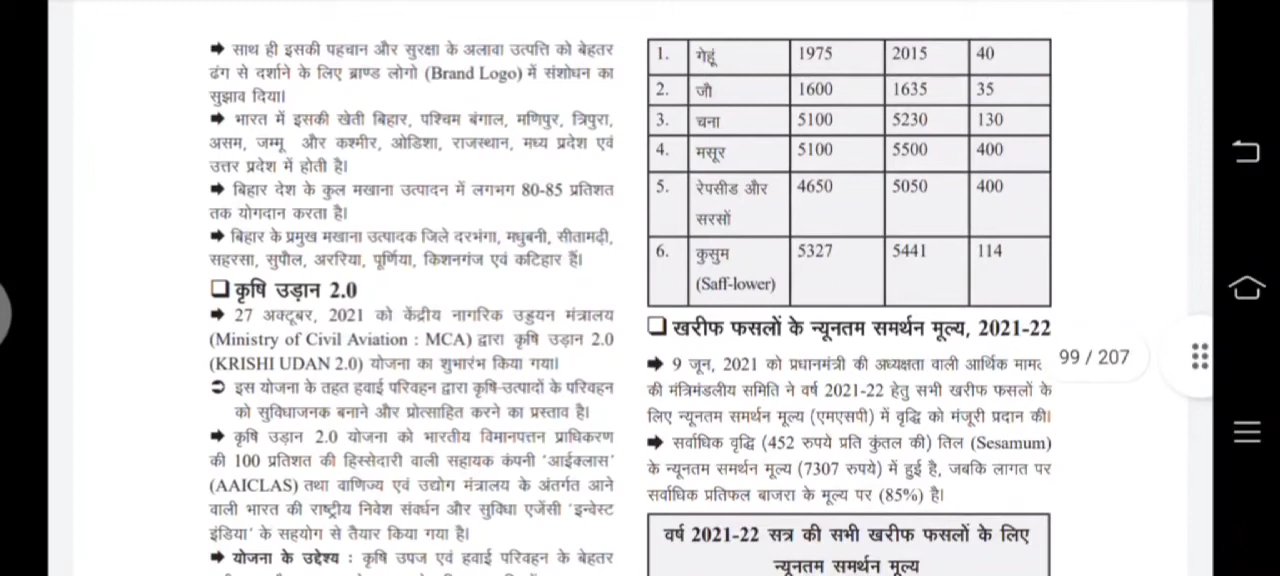 ➡ साथ ही इसकी पहचान और सुरक्षा के अलावा उत्पत्ति को बेहतर
ढंग से दर्शाने के लिए ब्राण्ड लोगो (Brand Logo) में संशोधन का
सुझाव दिया।
➡ भारत में इसकी खेती बिहार, पश्चिम बंगाल, मणिपुर, त्रिपुरा,
असम, जम्मू और कश्मीर, ओडिशा, राजस्थान, मध्य प्रदेश एवं
उत्तर प्रदेश में होती है।
➡ बिहार देश के कुल मखाना उत्पादन में लगभग 80-85 प्रतिशत
तक योगदान करता है।
➡ बिहार के प्रमुख मखाना उत्पादक जिले दरभंगा, मधुबनी, सीतामढ़ी,
सहरसा, सुपौल, अररिया, पूर्णिया, किशनगंज एवं कटिहार हैं।
❑ कृषि उड़ान 2.0
➡ 27 अक्टूबर, 2021 को केंद्रीय नागरिक उड्डयन मंत्रालय
(Ministry of Civil Aviation : MCA) द्वारा कृषि उड़ान 2.0
(KRISHI UDAN 2.0) योजना का शुभारंभ किया गया।
➲ इस योजना के तहत हवाई परिवहन द्वारा कृषि-उत्पादों के परिवहन
को सुविधाजनक बनाने और प्रोत्साहित करने का प्रस्ताव है।
➡ कृषि उड़ान 2.0 योजना को भारतीय विमानपत्तन प्राधिकरण
की 100 प्रतिशत की हिस्सेदारी वाली सहायक कंपनी 'आईक्लास'
(AAICLAS) तथा वाणिज्य एवं उद्योग मंत्रालय के अंतर्गत आने
वाली भारत की राष्ट्रीय निवेश संवर्धन और सुविधा एजेंसी 'इन्वेस्ट
इंडिया' के सहयोग से तैयार किया गया है।
➡ योजना के उद्देश्य : कृषि उपज एवं हवाई परिवहन के बेहतर
1. गेहूं 1975 2015 40
2. जौ 1600 1635 35
3. चना 5100 5230 130
4. मसूर 5100 5500 400
5. रेपसीड और 4650 5050 400
सरसों
6. कुसुम 5327 5441 114
(Saff-lower)
❑ खरीफ फसलों के न्यूनतम समर्थन मूल्य, 2021-22
➡ 9 जून, 2021 को प्रधानमंत्री की अध्यक्षता वाली आर्थिक
99 / 207
की मंत्रिमंडलीय समिति ने वर्ष 2021-22 हेतु सभी खरीफ फसलों के
लिए न्यूनतम समर्थन मूल्य (एमएसपी) में वृद्धि को मंजूरी प्रदान की।
➡ सर्वाधिक वृद्धि (452 रुपये प्रति कुंतल की) तिल (Sesamum)
के न्यूनतम समर्थन मूल्य (7307 रुपये) में हुई है, जबकि लागत पर
सर्वाधिक प्रतिफल बाजरा के मूल्य पर (85%) है।
वर्ष 2021-22 सत्र की सभी खरीफ फसलों के लिए
न्यूनतम समर्थन मूल्य